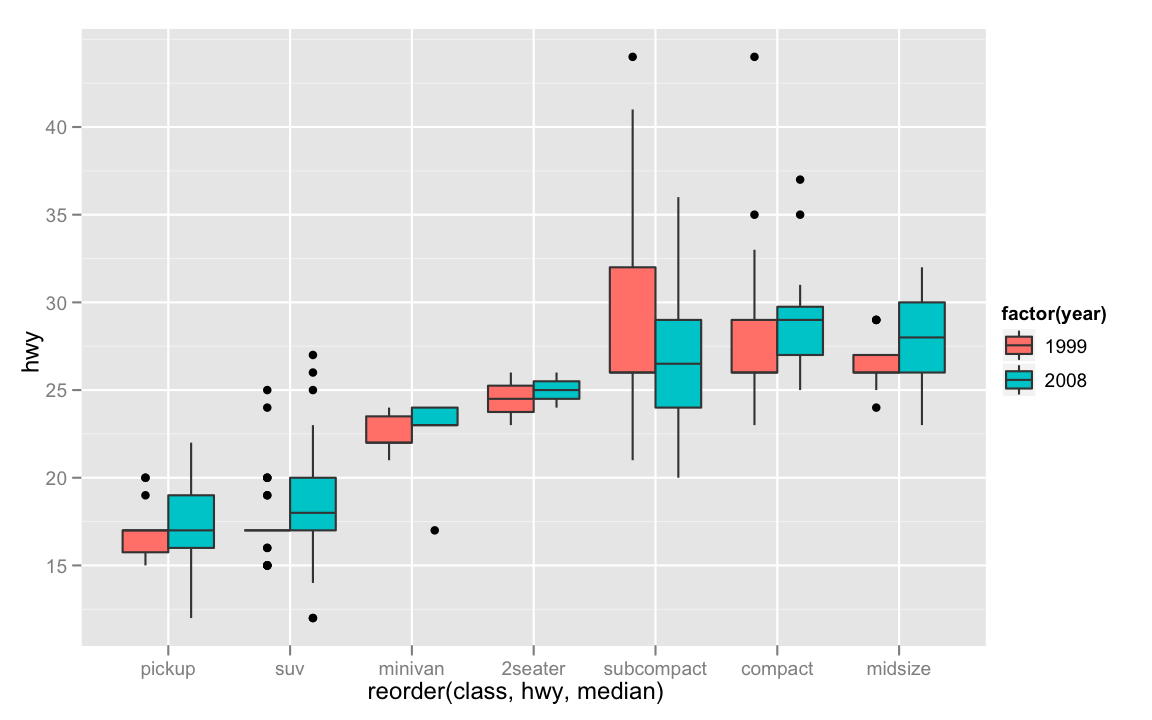 hwy
40
35
30
25
20
15
pickup suv minivan 2seater subcompact compact midsize
reorder(class, hwy, median)
factor(year)
1999
2008